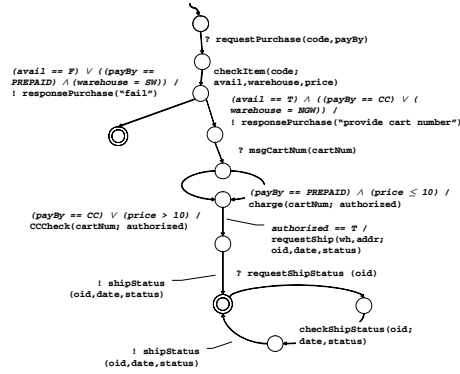 ? requestPurchase(code,payBy)
(avail == F) ∨ ((payBy ==
PREPAID) ∧(warehouse = SW)) /
! responsePurchase("fail")
checkItem(code;
avail,warehouse,price)
(avail == T) ∧ ((payBy == CC) ∨ (
warehouse = NGW)) /
! responsePurchase("provide cart number")
? msgCartNum(cartNum)
(payBy == PREPAID) ∧ (price ≤ 10) /
charge(cartNum; authorized)
(payBy == CC) ∨ (price > 10) /
CCCheck(cartNum; authorized)
authorized == T /
requestShip(wh,addr;
oid,date,status)
! shipStatus
(oid,date,status)
? requestShipStatus (oid)
checkShipStatus(oid;
date,status)
! shipStatus
(oid,date,status)